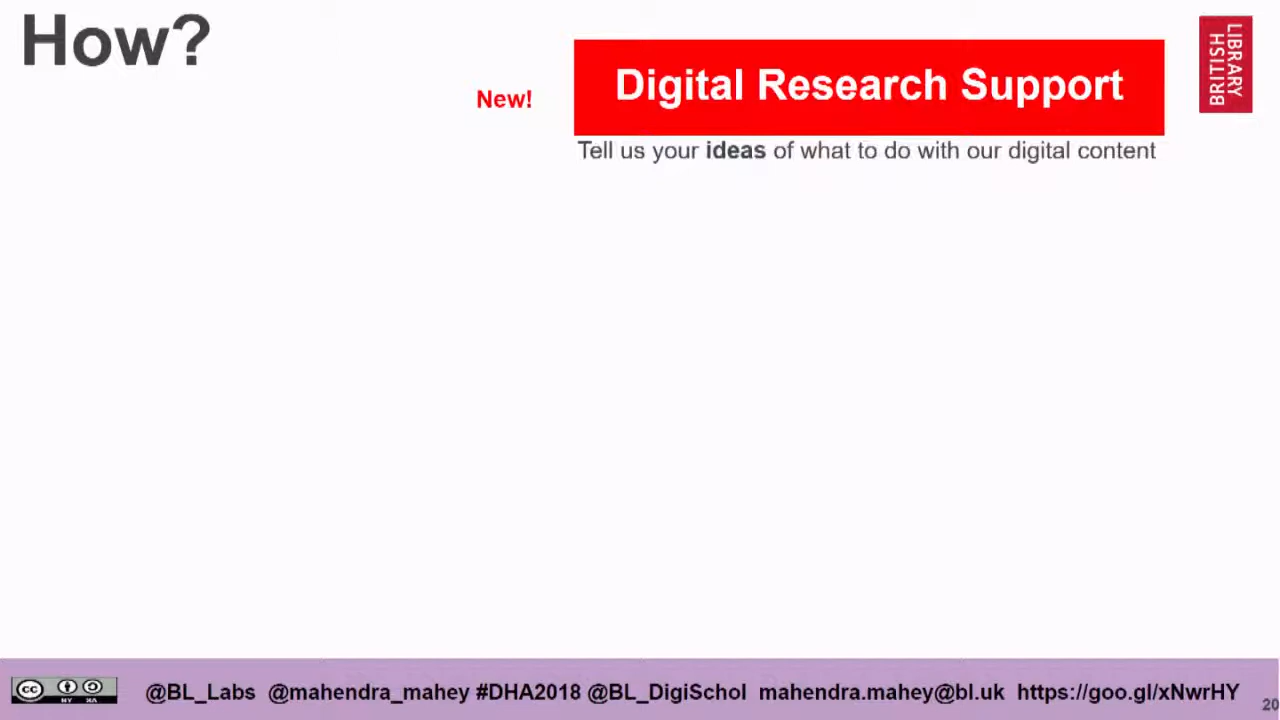 How?
New!
Digital Research Support
Tell us your ideas of what to do with our digital content
BRITISH
LIBRARY
cc
@BL_Labs @mahendra_mahey #DHA2018 @BL_DigiSchol mahendra.mahey@bl.uk https://goo.gl/xNwrHY
20